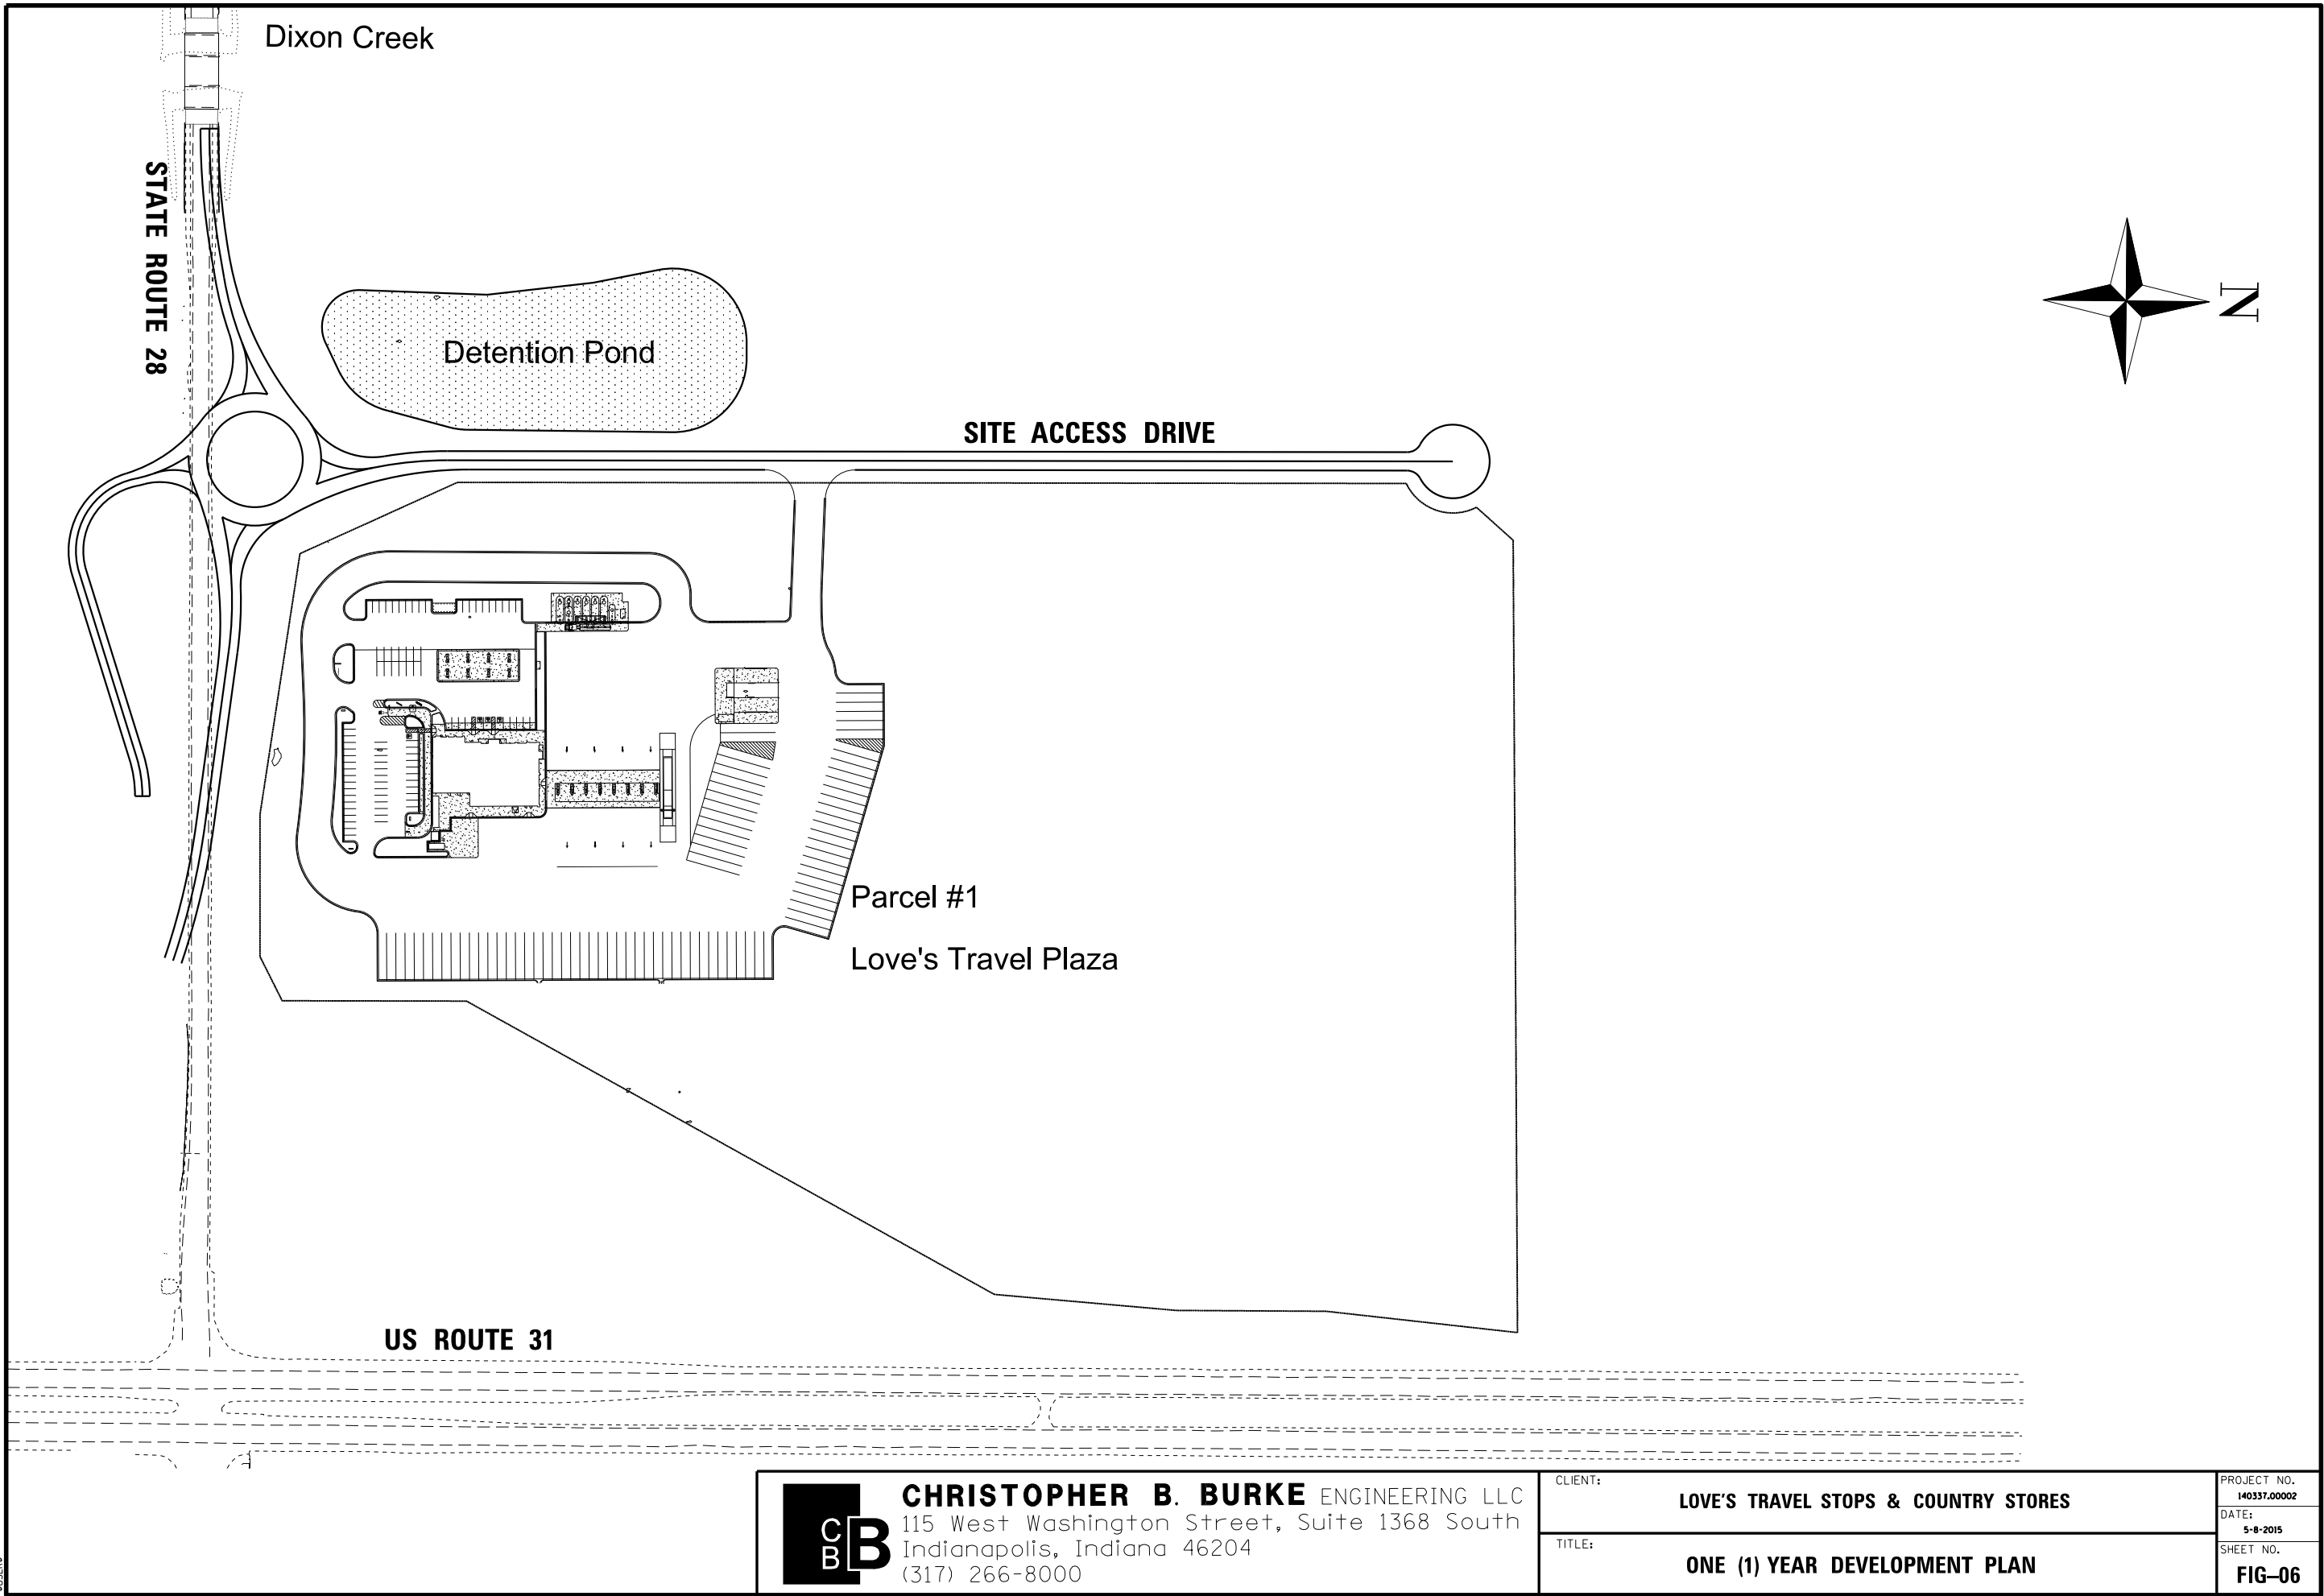 Dixon Creek
STATE ROUTE 28
N
Detention Pond
SITE ACCESS DRIVE
Parcel #1
Love's Travel Plaza
US ROUTE 31
C
B B
CHRISTOPHER B. BURKE ENGINEERING LLC
115 West Washington Street, Suite 1368 South
Indianapolis, Indiana 46204
(317) 266-8000
CLIENT:
LOVE'S TRAVEL STOPS & COUNTRY STORES
TITLE:
ONE (1) YEAR DEVELOPMENT PLAN
PROJECT NO.
140337.00002
DATE:
5-8-2015
SHEET NO.
FIG-06